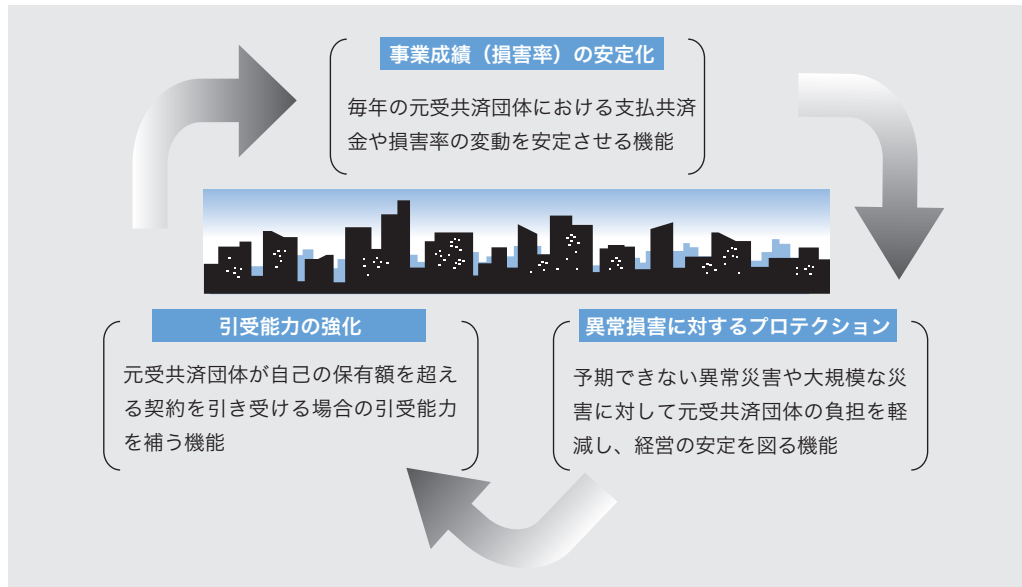 事業成績（損害率）の安定化
毎年の元受共済団体における支払共済
金や損害率の変動を安定させる機能
引受能力の強化
元受共済団体が自己の保有額を超え
る契約を引き受ける場合の引受能力
を補う機能
異常損害に対するプロテクション
予期できない異常災害や大規模な災
害に対して元受共済団体の負担を軽
減し、経営の安定を図る機能